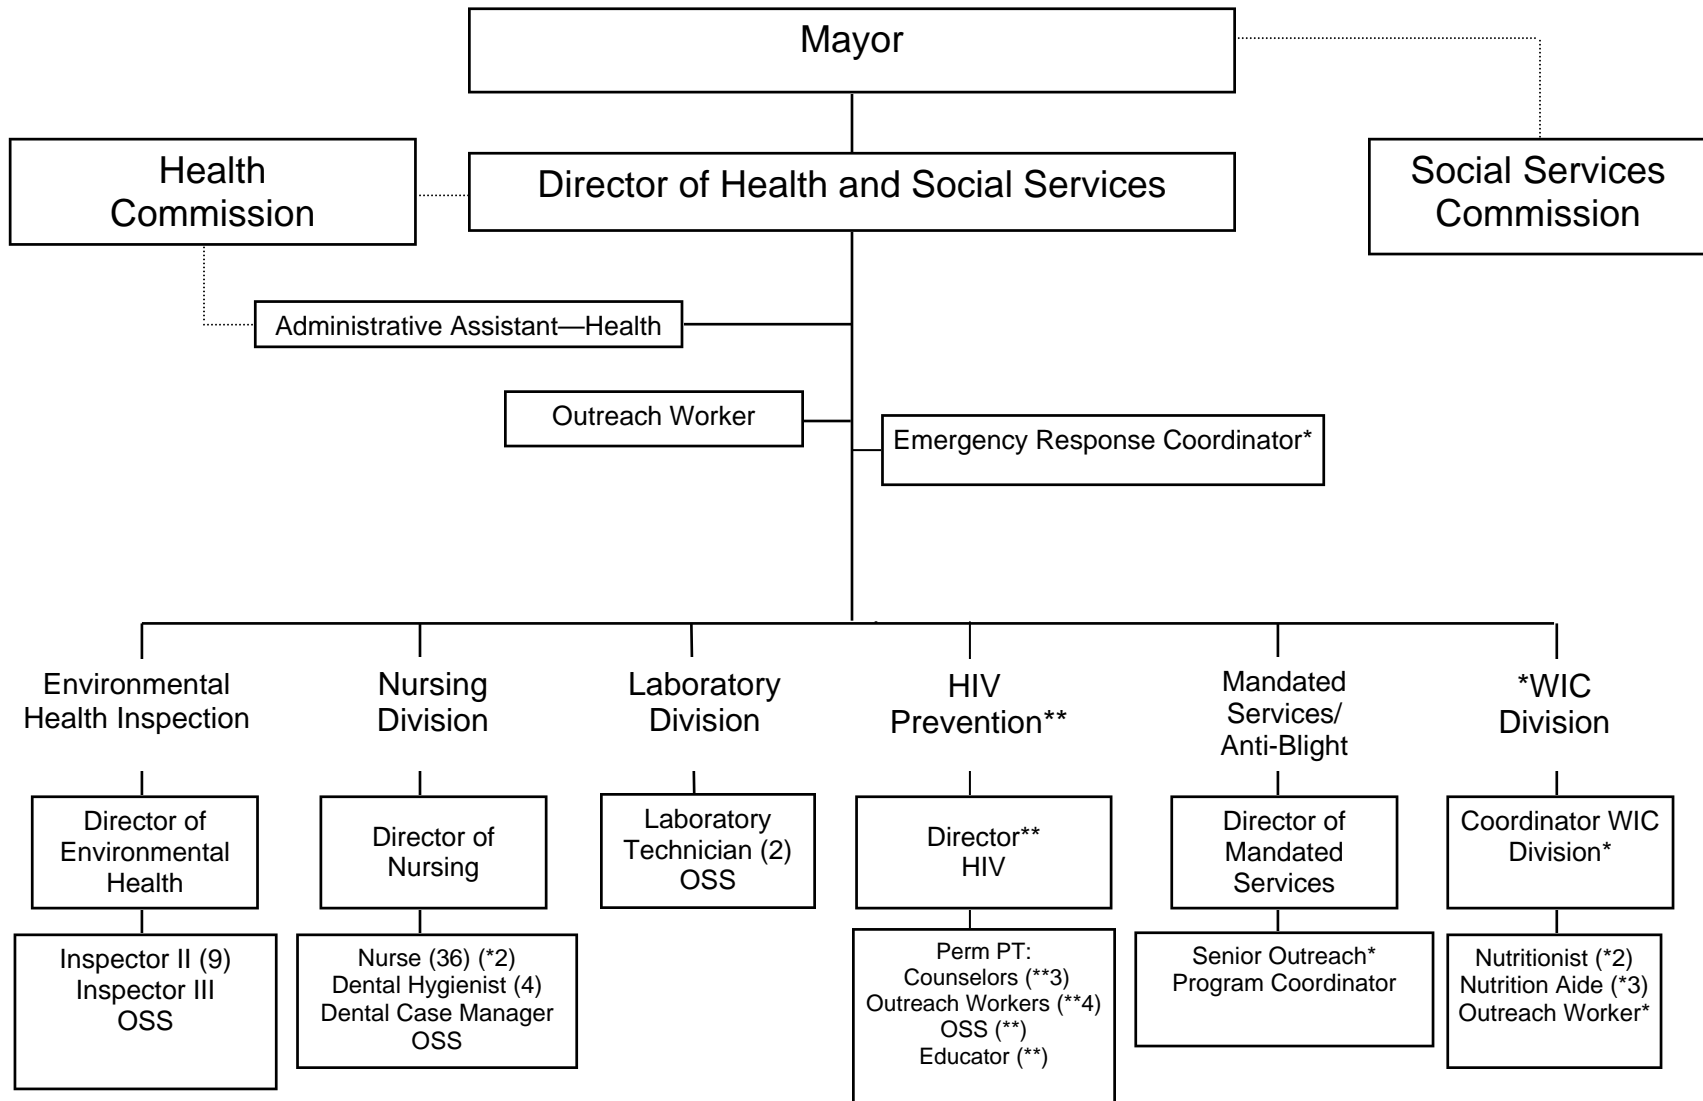 Mayor
Health
Commission
Director of Health and Social Services
Social Services
Commission
Administrative Assistant—Health
Outreach Worker
Emergency Response Coordinator*
Environmental
Health Inspection
Nursing
Division
Laboratory
Division
HIV
Prevention**
Mandated
Services/
Anti-Blight
*WIC
Division
Director of
Environmental
Health
Director of
Nursing
Laboratory
Technician (2)
OSS
Director**
HIV
Director of
Mandated
Services
Coordinator WIC
Division*
Inspector II (9)
Inspector III
OSS
Nurse (36) (*2)
Dental Hygienist (4)
Dental Case Manager
OSS
Perm PT:
Counselors (**3)
Outreach Workers (**4)
OSS (**)
Educator (**)
Senior Outreach*
Program Coordinator
Nutritionist (*2)
Nutrition Aide (*3)
Outreach Worker*